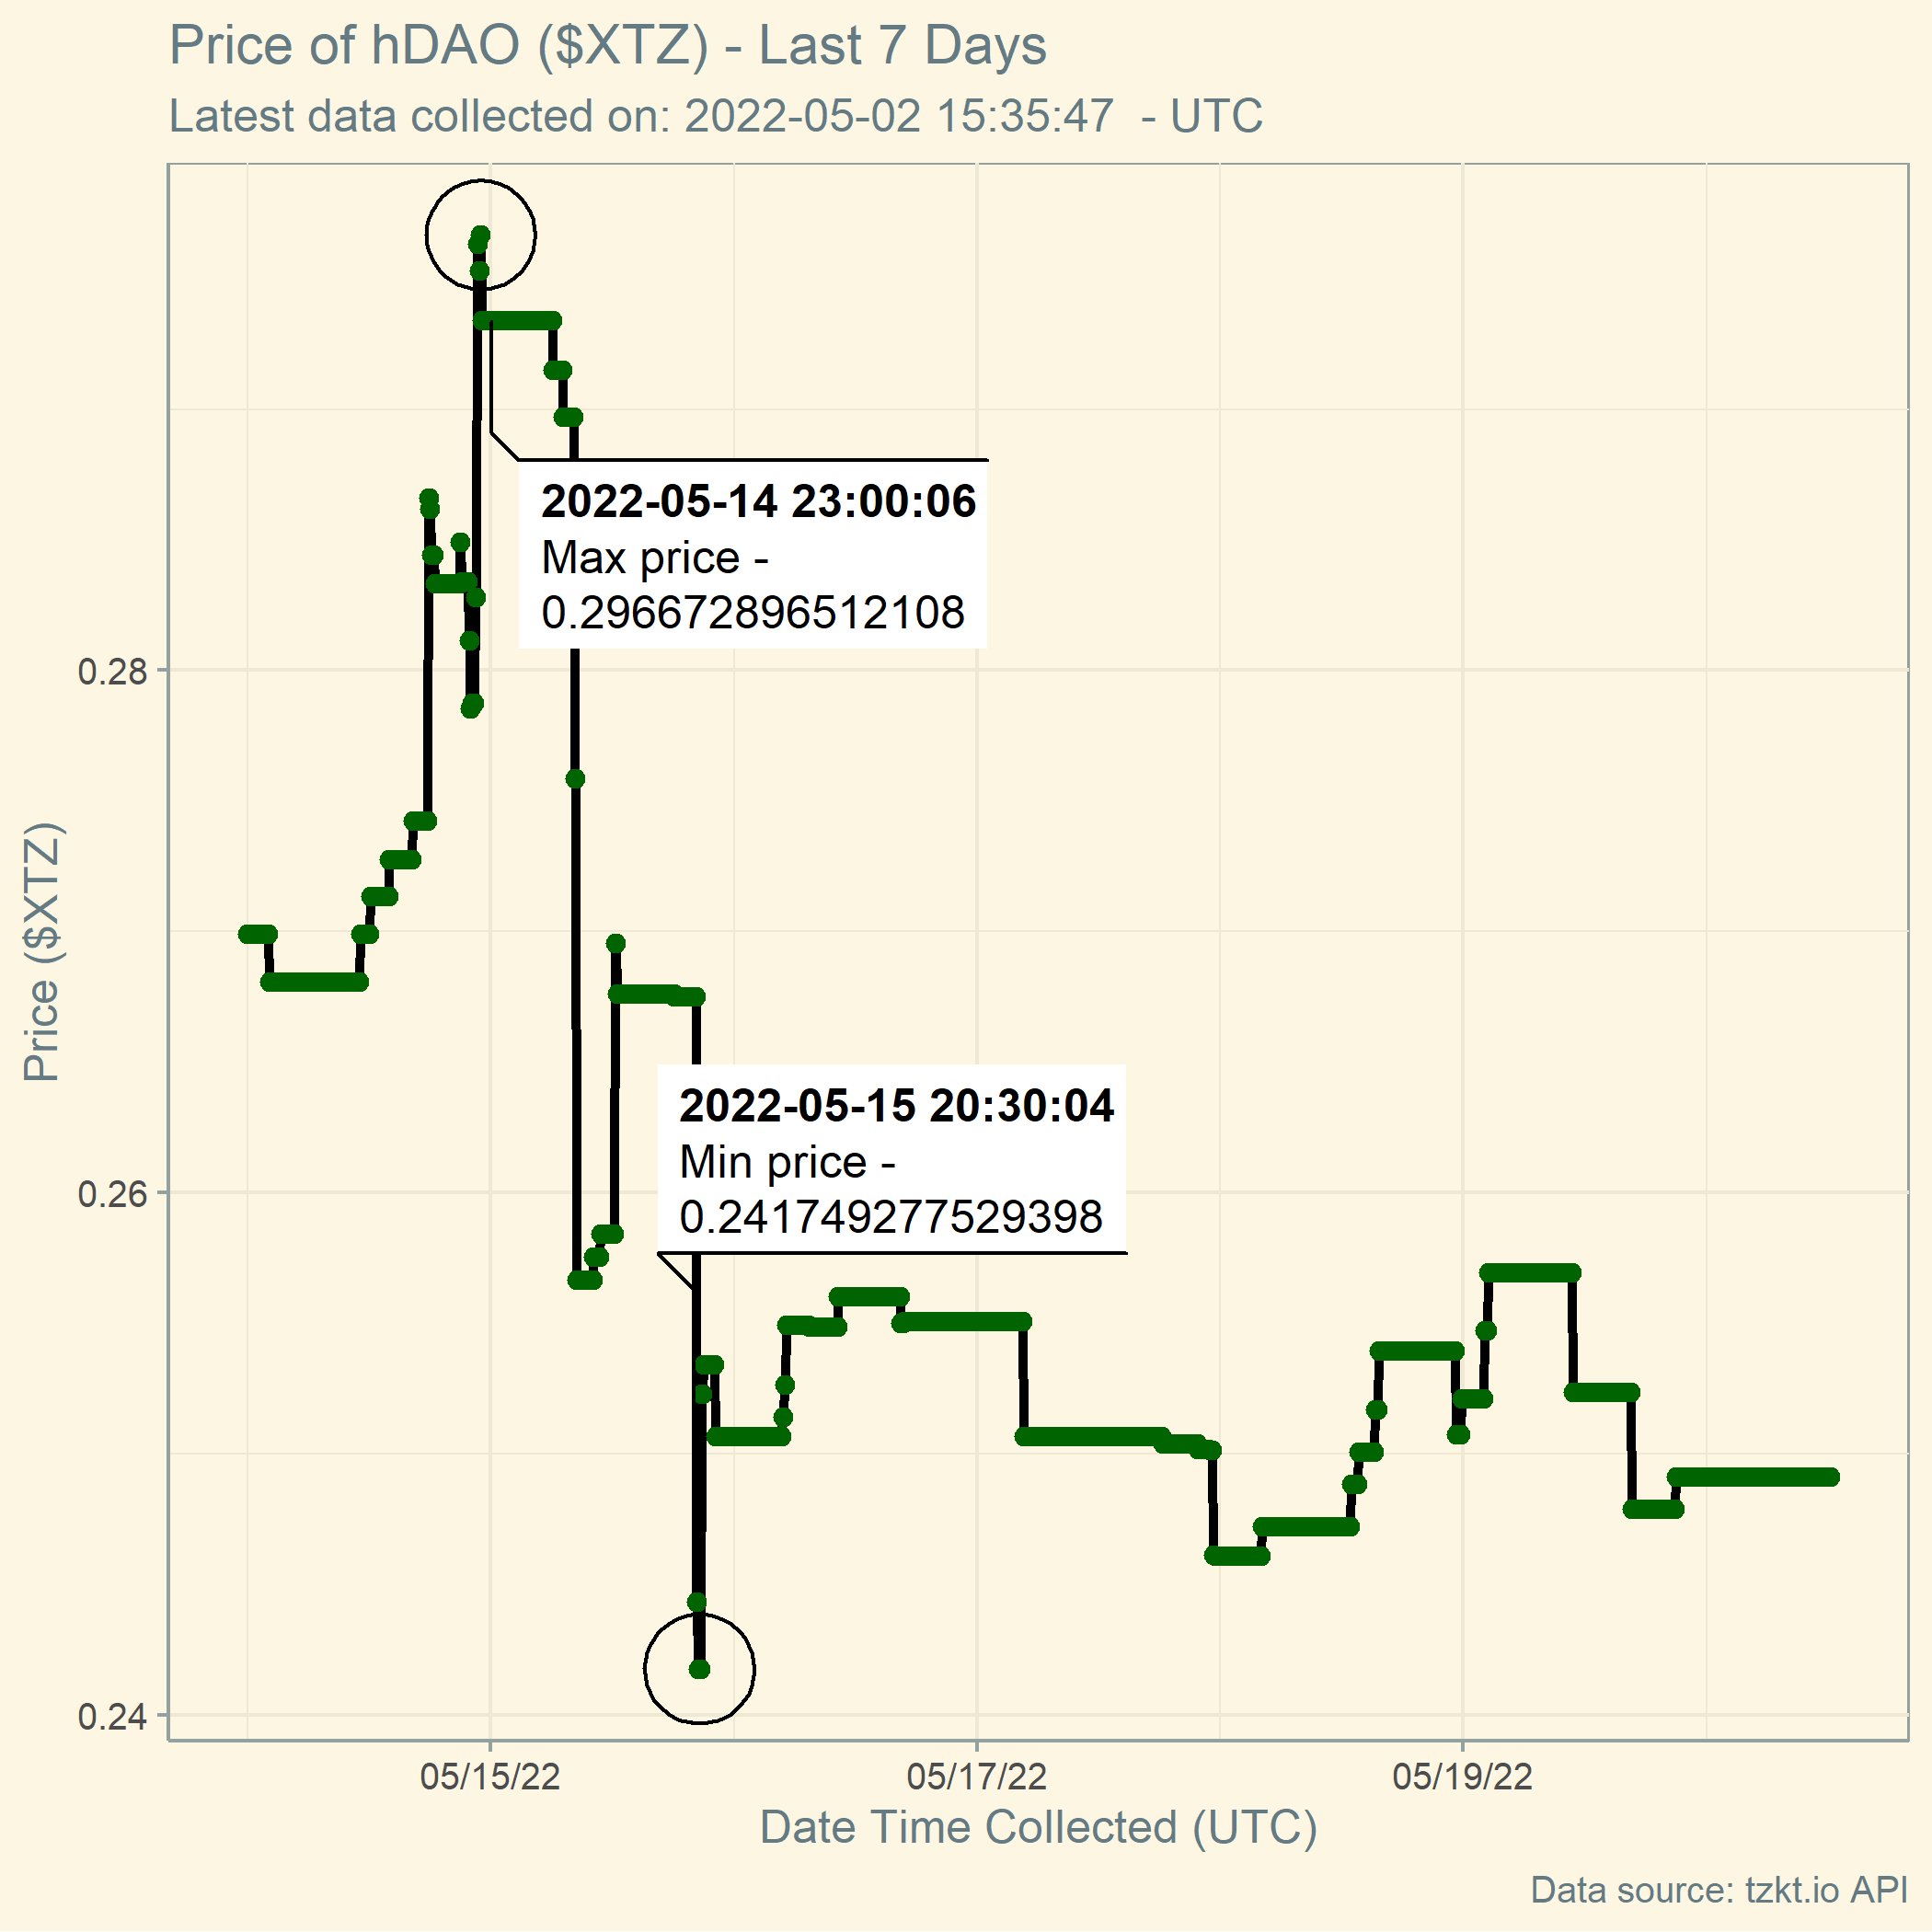 Price of hDAO ($XTZ) - Last 7 Days
Latest data collected on: 2022-05-02 15:35:47  - UTC
2022-05-14 23:00:06
Max price -
0.296672896512108
0.28
Price ($XTZ)
2022-05-15 20:30:04
Min price -
0.241749277529398
0.26
0.24
05/15/22
05/17/22
05/19/22
Date Time Collected (UTC)
Data source: tzkt.io API